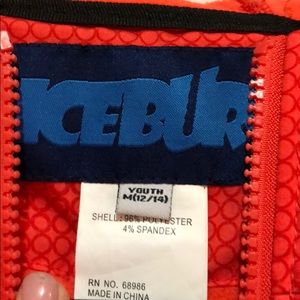 ICEBUR
YOUTH
M(12/14)
SHELL: 96% POLYESTER
4% SPANDEX
RN NO. 68986
MADE IN CHINA